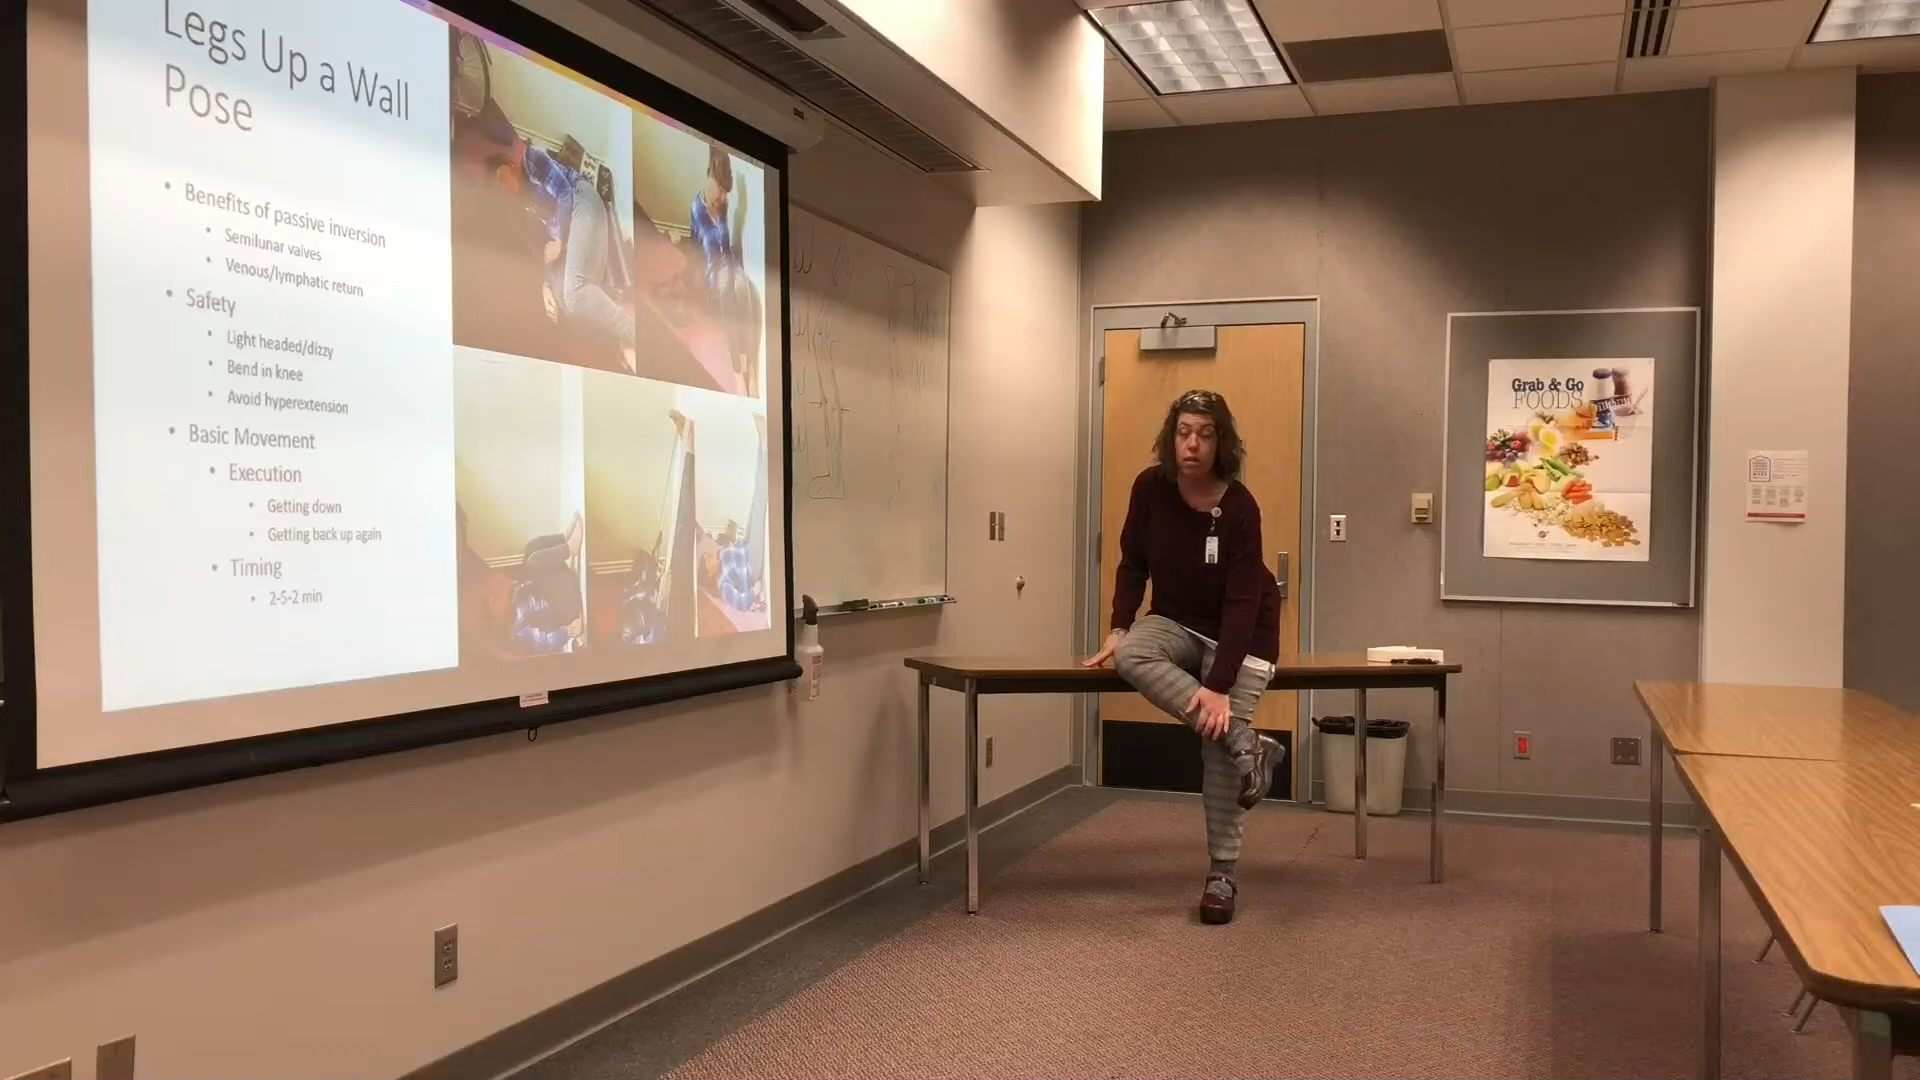 Legs Up a Wall
Pose
• Benefits of passive inversion
• Semilunar valves
• Venous/lymphatic return
• Safety
• Light headed/dizzy
• Bend in knee
• Avoid hyperextension
• Basic Movement
• Execution
• Getting down
• Getting back up again
• Timing
• 2-5-2 min
Grab & Go
FOODS